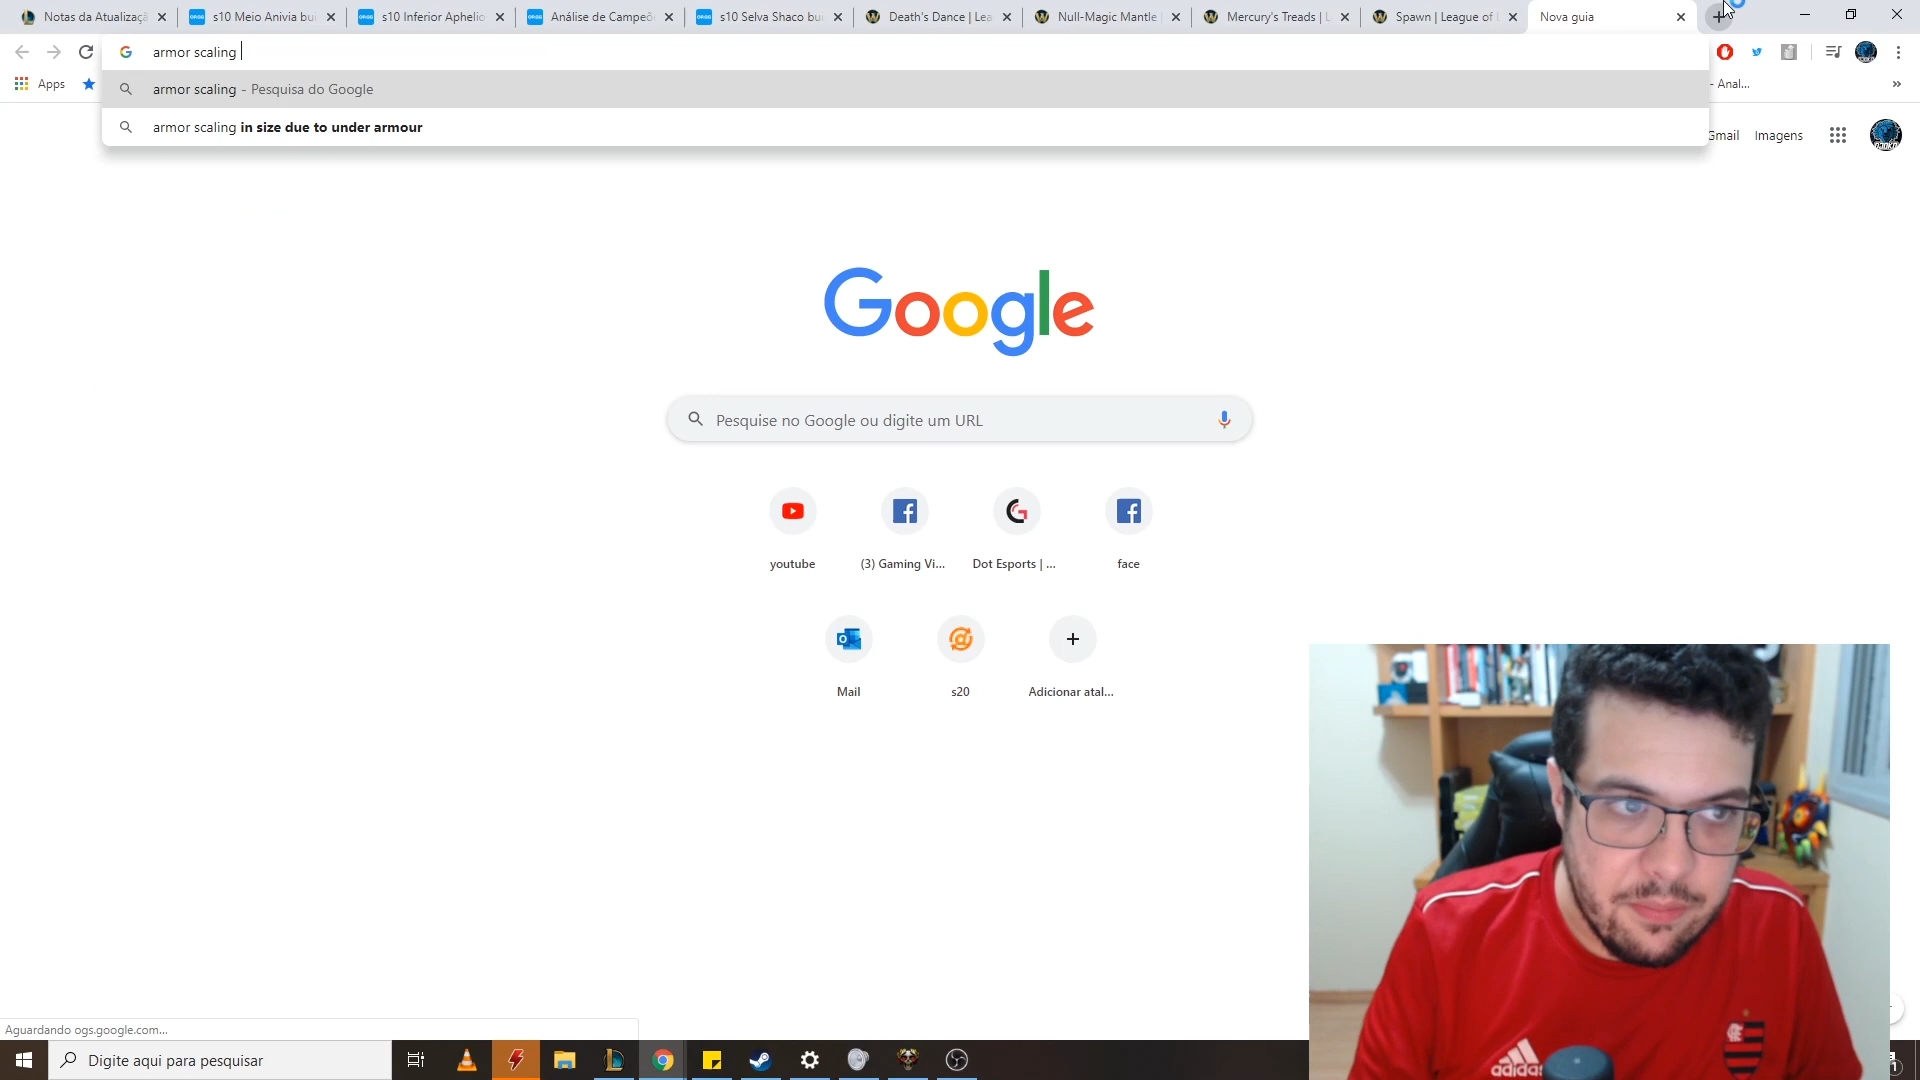 Notas da Atualizaçã
s10 Meio Anivia bui
s10 Inferior Aphelio
Análise de Campeõ
s10 Selva Shaco bui
Death's Dance | Lea
Null-Magic Mantle
Mercury's Treads | L
Spawn | League of L
Nova guia
armor scaling
armor scaling - Pesquisa do Google
armor scaling in size due to under armour
Apps
- Anal...
Gmail
Imagens
Google
Pesquise no Google ou digite um URL
youtube
(3) Gaming Vi...
Dot Esports | ...
face
Mail
s20
Adicionar atal...
Aguardando ogs.google.com...
Digite aqui para pesquisar
adidas